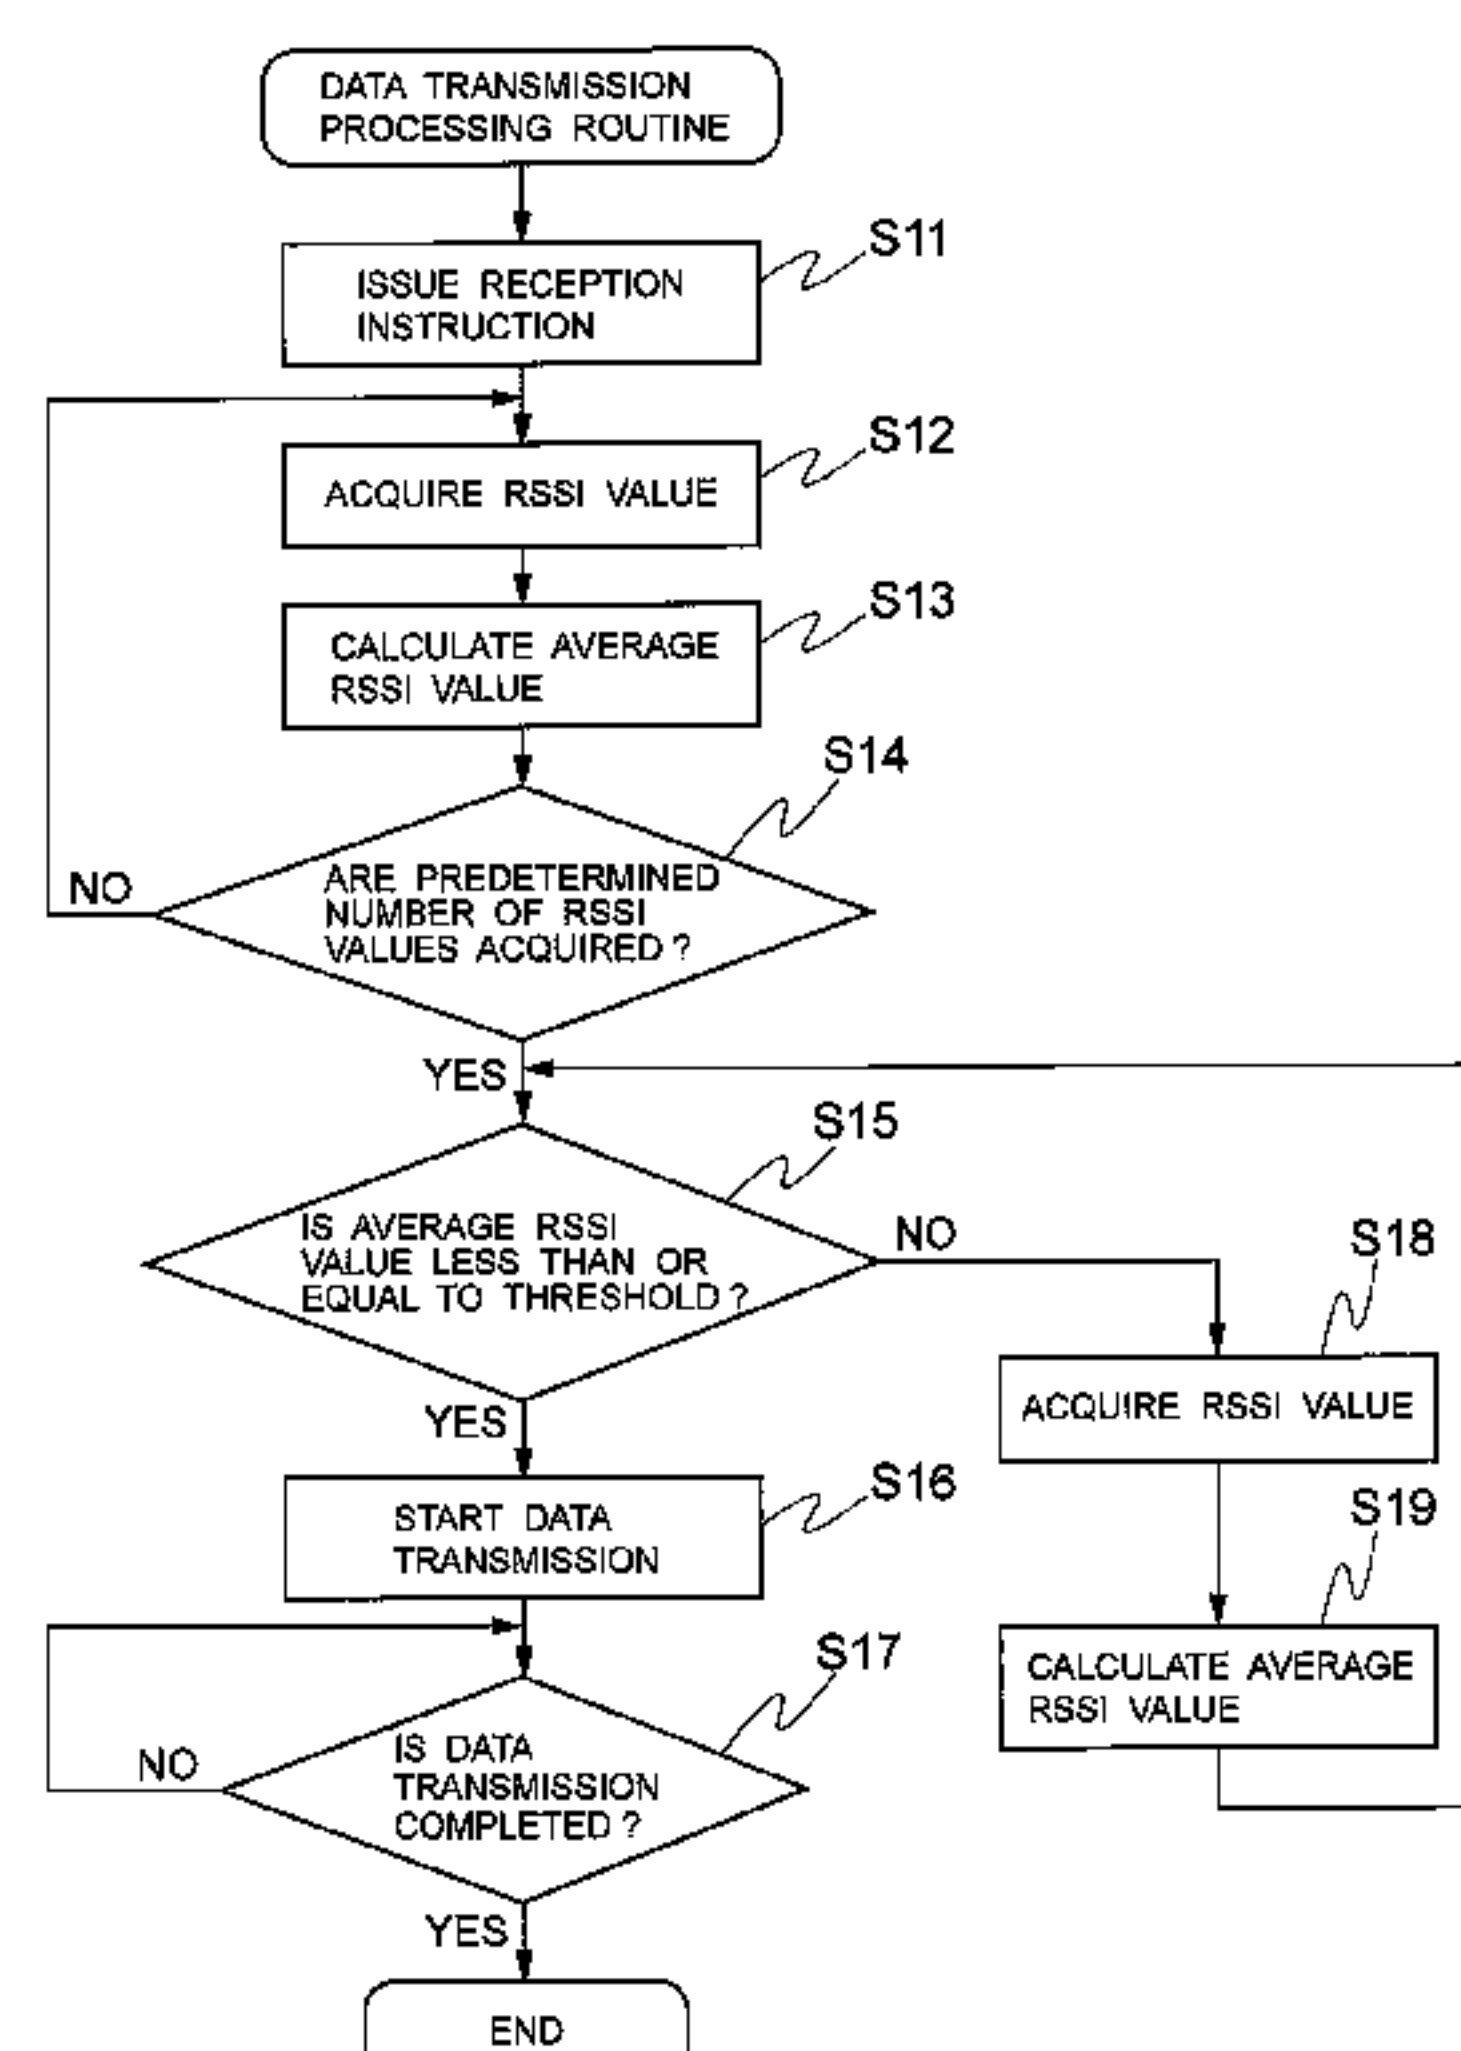 DATA TRANSMISSION
PROCESSING ROUTINE
S11
ISSUE RECEPTION
INSTRUCTION
S12
ACQUIRE RSSI VALUE
S13
CALCULATE AVERAGE
RSSI VALUE
S14
ARE PREDETERMINED
NUMBER OF RSSI
VALUES ACQUIRED ?
NO
YES
S15
IS AVERAGE RSSI
VALUE LESS THAN OR
EQUAL TO THRESHOLD ?
NO
YES
S18
ACQUIRE RSSI VALUE
S16
START DATA
TRANSMISSION
S19
CALCULATE AVERAGE
RSSI VALUE
S17
IS DATA
TRANSMISSION
COMPLETED ?
NO
YES
END